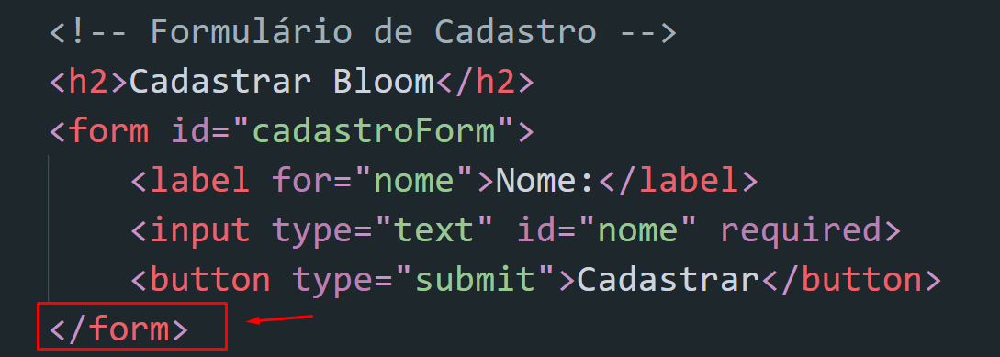 <!-- Formulário de Cadastro -->
<h2>Cadastrar Bloom</h2>
<form id="cadastroForm">
<label for="nome">Nome:</label>
<input type="text" id="nome" required>
<button type="submit">Cadastrar</button>
</form>